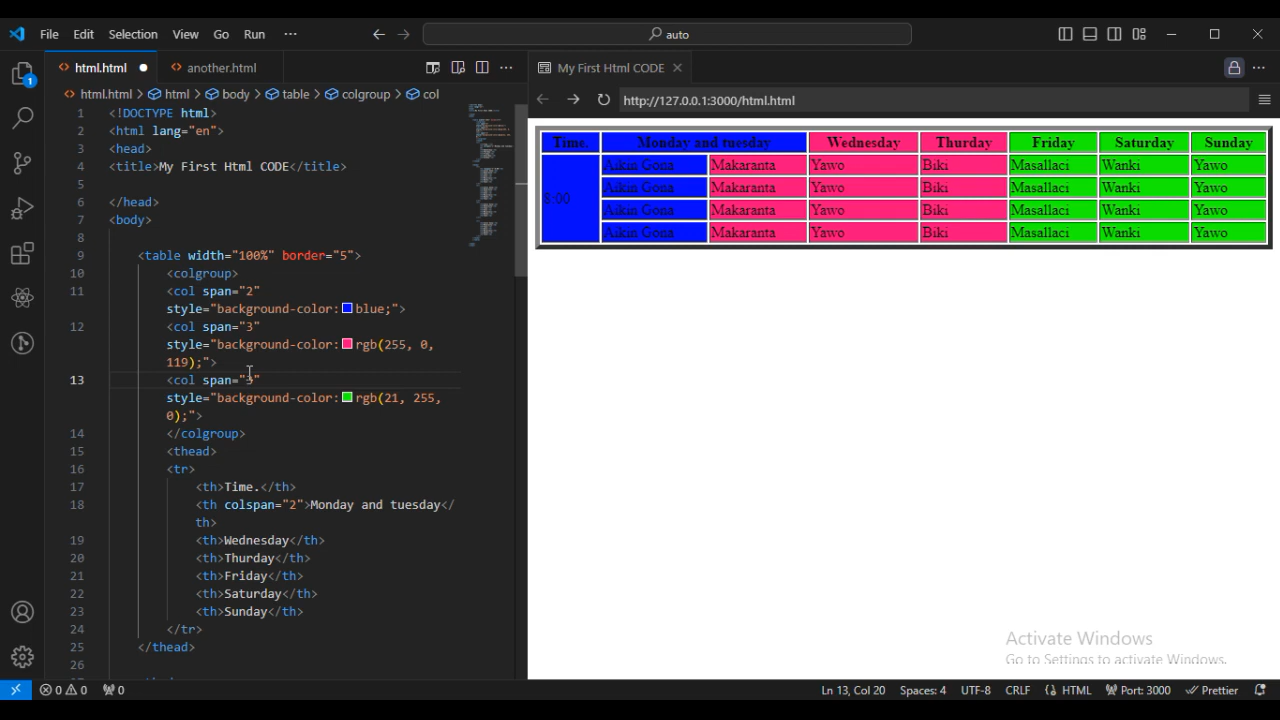 File Edit Selection View Go Run ···
auto
html.html
another.html
My First Html CODE
html.html > html > body > table > colgroup > col
http://127.0.0.1:3000/html.html
1 <!DOCTYPE html>
2 <html lang="en">
3 <head>
4 <title>My First Html CODE</title>
5
6 </head>
7 <body>
8
9 <table width="100%" border="5">
10 <colgroup>
11 <col span="2"
style="background-color: blue;">
12 <col span="3"
style="background-color: rgb(255, 0,
119);">
13 <col span="3"
style="background-color: rgb(21, 255,
0);">
14 </colgroup>
15 <thead>
16 <tr>
17 <th>Time.</th>
18 <th colspan="2">Monday and tuesday</
th>
19 <th>Wednesday</th>
20 <th>Thurday</th>
21 <th>Friday</th>
22 <th>Saturday</th>
23 <th>Sunday</th>
24 </tr>
25 </thead>
26
Time. Monday and tuesday Wednesday Thurday Friday Saturday Sunday
8:00 Aikin Gona Makaranta Yawo Biki Masallaci Wanki Yawo
Aikin Gona Makaranta Yawo Biki Masallaci Wanki Yawo
Aikin Gona Makaranta Yawo Biki Masallaci Wanki Yawo
Aikin Gona Makaranta Yawo Biki Masallaci Wanki Yawo
Activate Windows
Go to Settings to activate Windows.
1
0 0 0
Ln 13, Col 20 Spaces: 4 UTF-8 CRLF HTML Port: 3000 Prettier